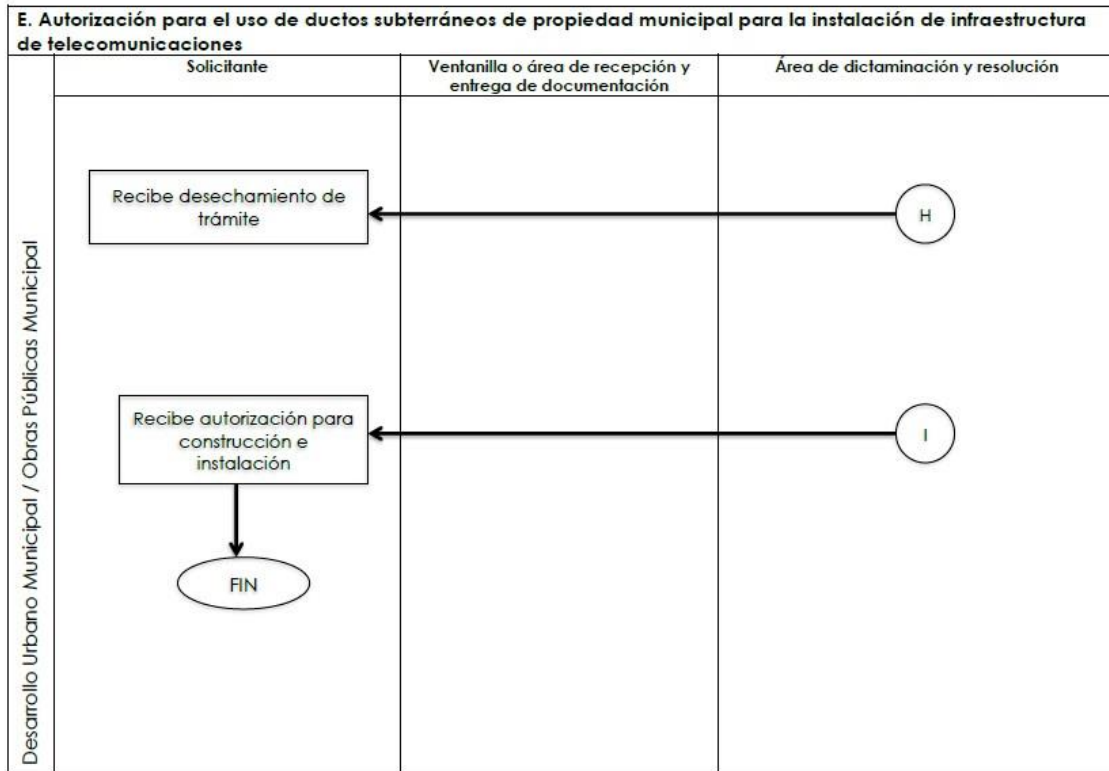 E. Autorización para el uso de ductos subterráneos de propiedad municipal para la instalación de infraestructura
de telecomunicaciones
Solicitante
Ventanilla o área de recepción y
entrega de documentación
Área de dictaminación y resolución
Desarrollo Urbano Municipal / Obras Públicas Municipal
Recibe desechamiento de
trámite
H
Recibe autorización para
construcción e
instalación
I
FIN